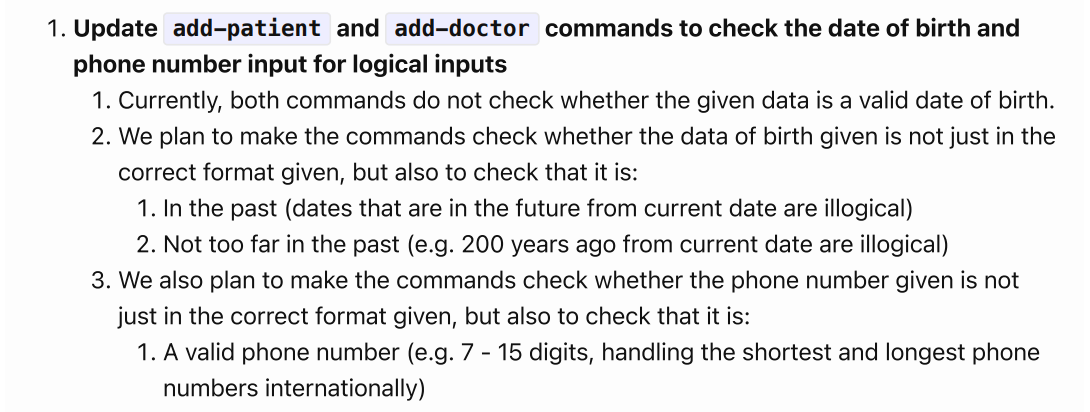 1. Update add-patient and add-doctor commands to check the date of birth and
phone number input for logical inputs
1. Currently, both commands do not check whether the given data is a valid date of birth.
2. We plan to make the commands check whether the data of birth given is not just in the
correct format given, but also to check that it is:
1. In the past (dates that are in the future from current date are illogical)
2. Not too far in the past (e.g. 200 years ago from current date are illogical)
3. We also plan to make the commands check whether the phone number given is not
just in the correct format given, but also to check that it is:
1. A valid phone number (e.g. 7 - 15 digits, handling the shortest and longest phone
numbers internationally)